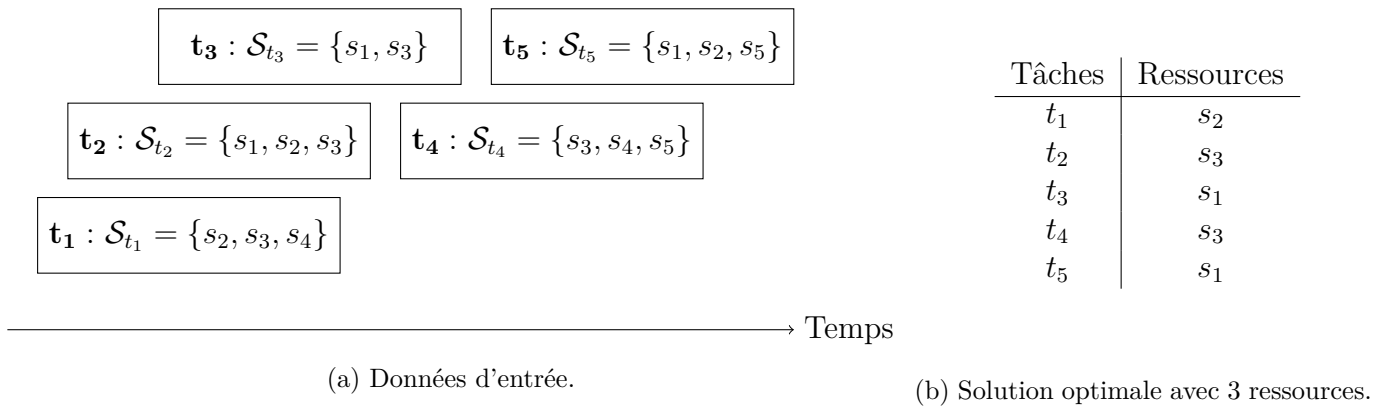 t₃ : 𝒮ₜ₃ = {s₁, s₃}
t₅ : 𝒮ₜ₅ = {s₁, s₂, s₅}
t₂ : 𝒮ₜ₂ = {s₁, s₂, s₃}
t₄ : 𝒮ₜ₄ = {s₃, s₄, s₅}
t₁ : 𝒮ₜ₁ = {s₂, s₃, s₄}
Temps
(a) Données d'entrée.
Tâches Ressources
t₁ s₂
t₂ s₃
t₃ s₁
t₄ s₃
t₅ s₁
(b) Solution optimale avec 3 ressources.